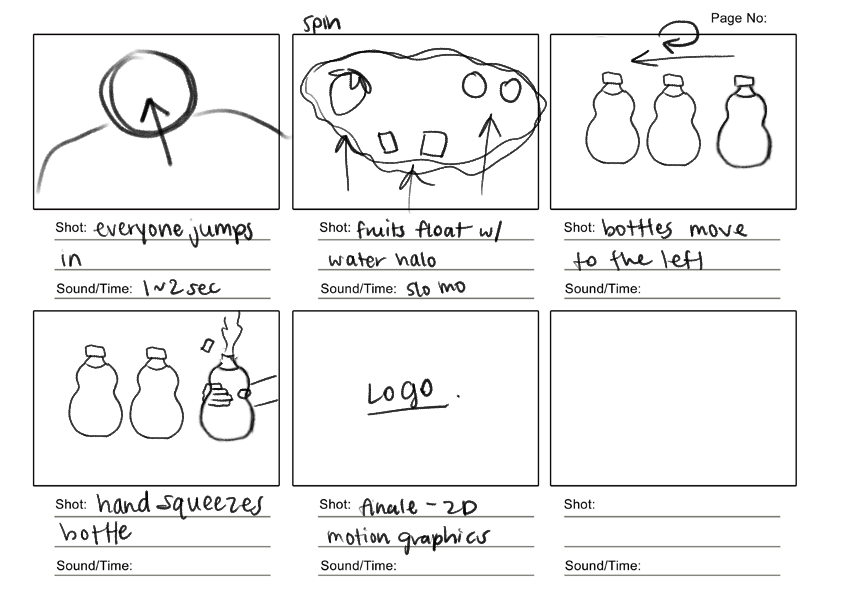 spin
Page No:
Shot: everyone jumps
in
Sound/Time: 1~2 sec
Shot: fruits float w/
water halo
Sound/Time: slo mo
Shot: bottles move
to the left
Sound/Time:
LOGO.
Shot: hand squeezes
bottle
Sound/Time:
Shot: finale - 2D
motion graphics
Sound/Time:
Shot:
Sound/Time: